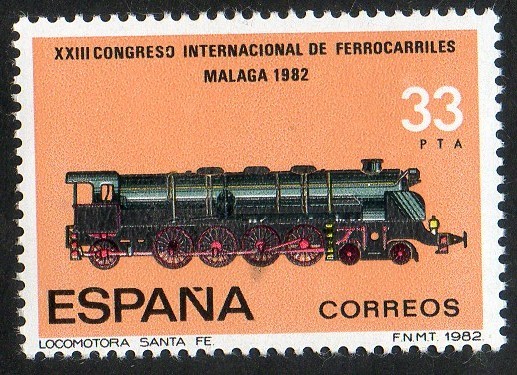 XXIII CONGRESO INTERNACIONAL DE FERROCARRILES
MALAGA 1982
33
PTA
ESPAÑA
CORREOS
LOCOMOTORA SANTA FE.
F.N.M.T. 1982